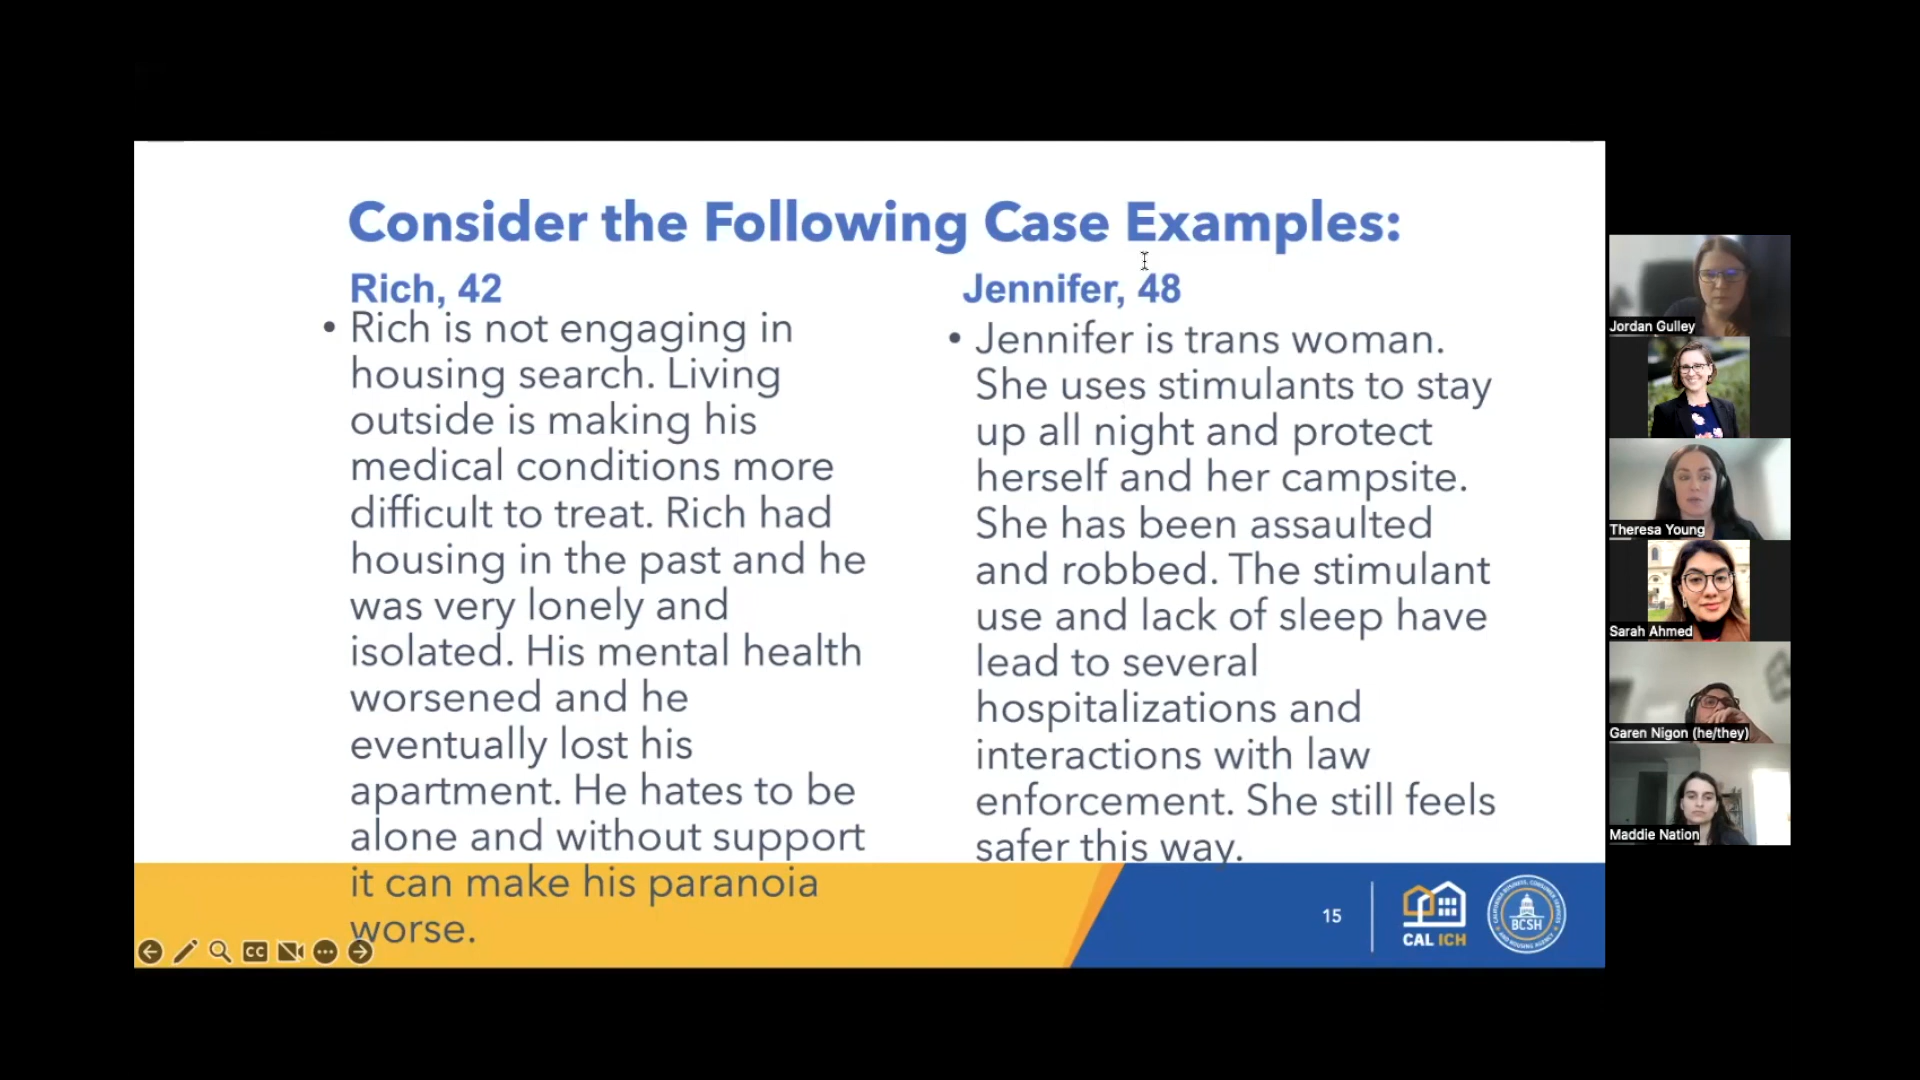 Consider the Following Case Examples:
Rich, 42
• Rich is not engaging in
housing search. Living
outside is making his
medical conditions more
difficult to treat. Rich had
housing in the past and he
was very lonely and
isolated. His mental health
worsened and he
eventually lost his
apartment. He hates to be
alone and without support
it can make his paranoia
worse.
Jennifer, 48
• Jennifer is trans woman.
She uses stimulants to stay
up all night and protect
herself and her campsite.
She has been assaulted
and robbed. The stimulant
use and lack of sleep have
lead to several
hospitalizations and
interactions with law
enforcement. She still feels
safer this way.
CC
15
CAL ICH
BCSH
Jordan Gulley
Theresa Young
Sarah Ahmed
Garen Nigon (he/they)
Maddie Nation